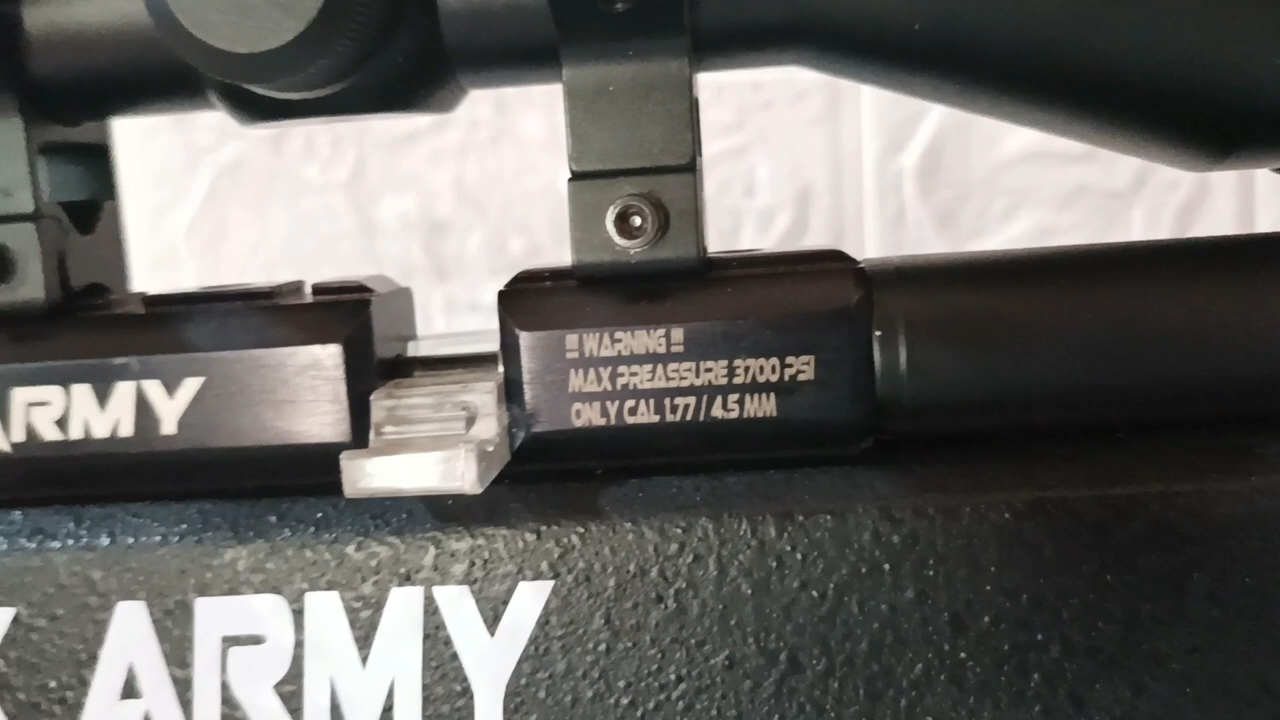 !! WARNING !!!
MAX PREASSURE 3700 PSI
ONLY CAL 1.77 / 4.5 MM
ARMY
ARMY